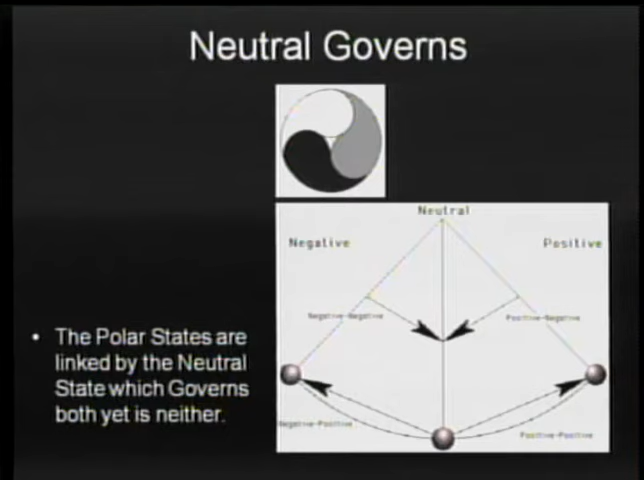 Neutral Governs
Neutral
Negative
Positive
Negative-Negative
Positive-Negative
• The Polar States are
linked by the Neutral
State which Governs
both yet is neither.
Negative-Positive
Positive-Positive